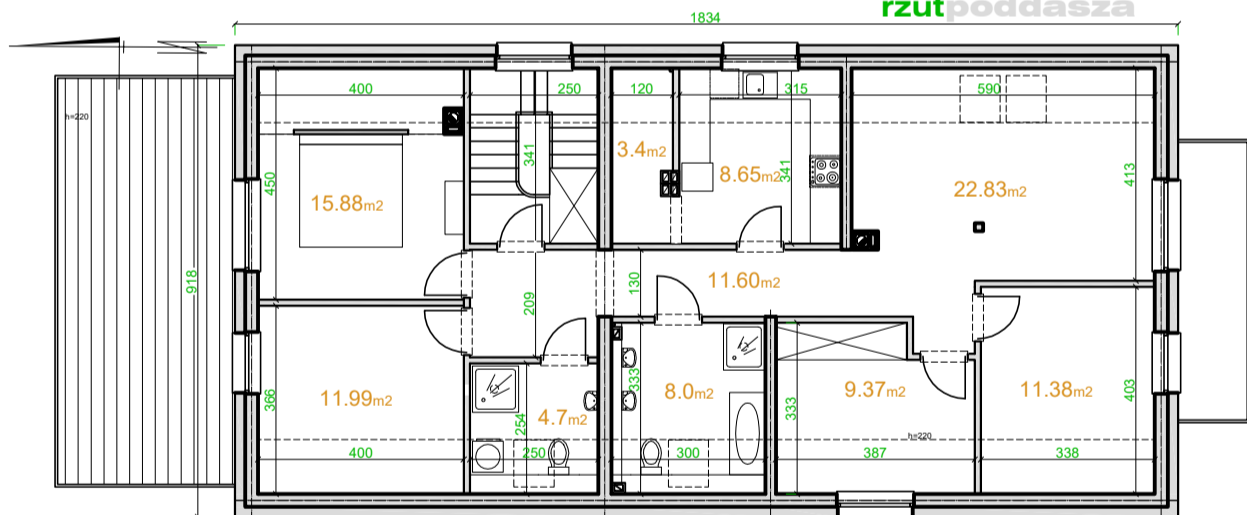 rzutpoddasza
1834
400
250
120
315
590
h=220
341
3.4m2
8.65m2
341
413
450
15.88m2
22.83m2
918
209
130
11.60m2
366
11.99m2
254
4.7m2
333
8.0m2
333
9.37m2
11.38m2
403
h=220
400
250
300
387
338